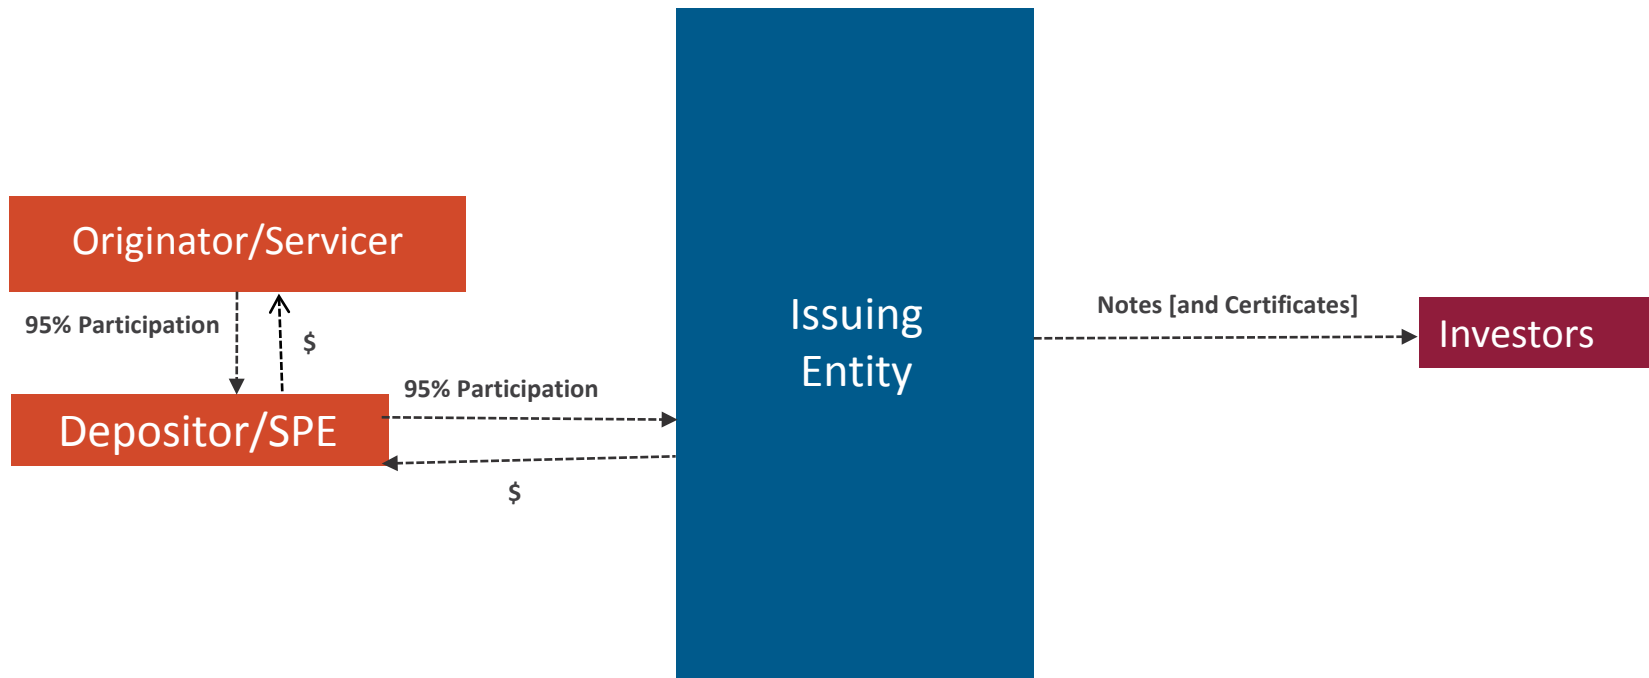 Originator/Servicer
95% Participation
$
Depositor/SPE
95% Participation
$
Issuing
Entity
Notes [and Certificates]
Investors